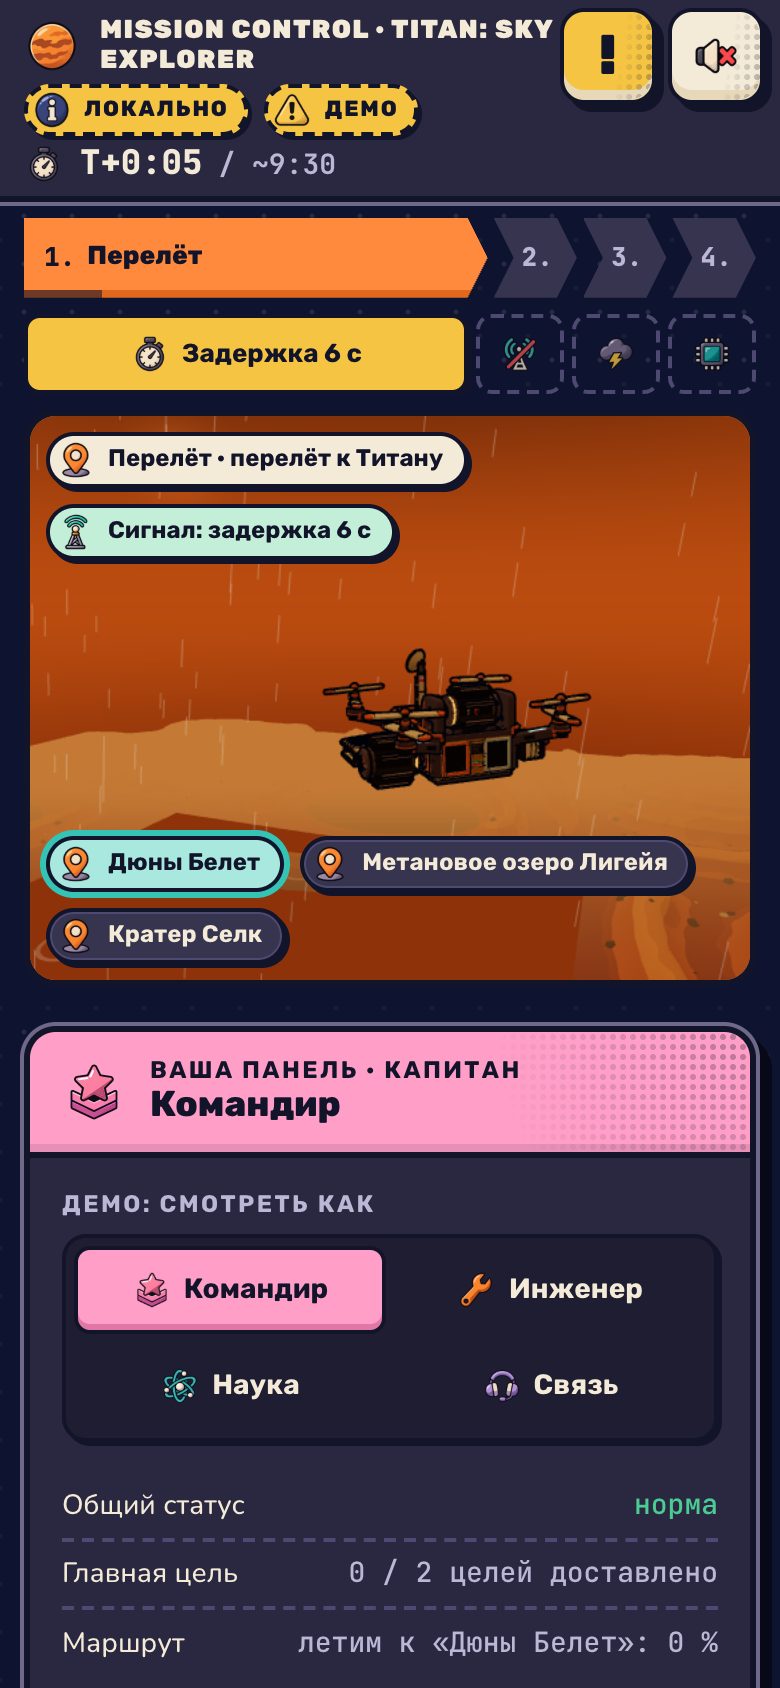 MISSION CONTROL • TITAN: SKY
EXPLORER
!
ЛОКАЛЬНО
ДЕМО
T+0:05 / ~9:30
1. Перелёт
2.
3.
4.
Задержка 6 с
Перелёт • перелёт к Титану
Сигнал: задержка 6 с
Дюны Белет
Метановое озеро Лигейя
Кратер Селк
ВАША ПАНЕЛЬ • КАПИТАН
Командир
ДЕМО: СМОТРЕТЬ КАК
Командир
Инженер
Наука
Связь
Общий статус норма
Главная цель 0 / 2 целей доставлено
Маршрут летим к «Дюны Белет»: 0 %